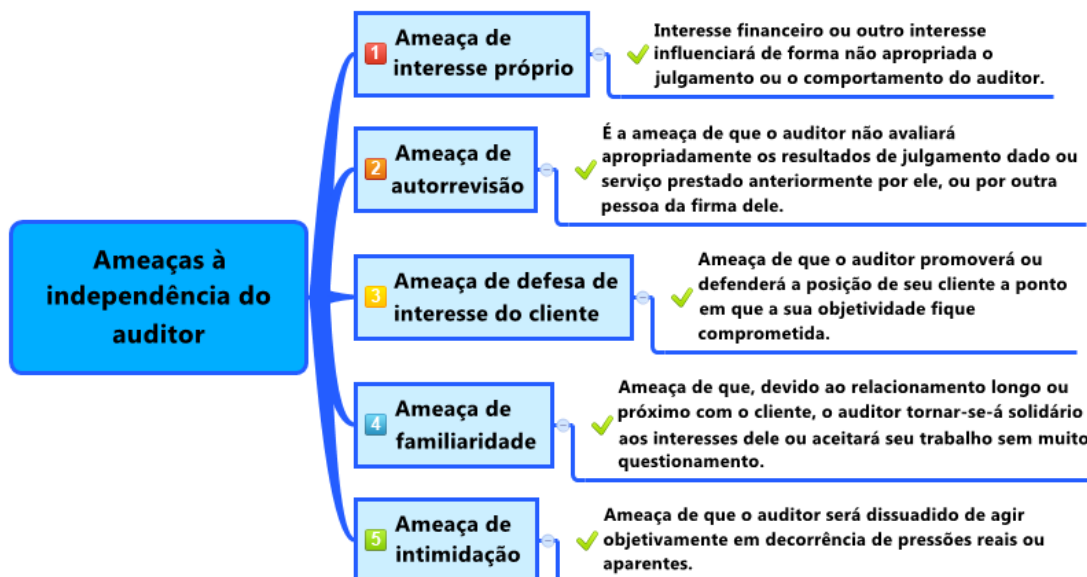 Ameaças à
independência do
auditor
1
Ameaça de
interesse próprio
Interesse financeiro ou outro interesse
influenciará de forma não apropriada o
julgamento ou o comportamento do auditor.
2
Ameaça de
autorrevisão
É a ameaça de que o auditor não avaliará
apropriadamente os resultados de julgamento dado ou
serviço prestado anteriormente por ele, ou por outra
pessoa da firma dele.
3
Ameaça de defesa de
interesse do cliente
Ameaça de que o auditor promoverá ou
defenderá a posição de seu cliente a ponto
em que a sua objetividade fique
comprometida.
4
Ameaça de
familiaridade
Ameaça de que, devido ao relacionamento longo ou
próximo com o cliente, o auditor tornar-se-á solidário
aos interesses dele ou aceitará seu trabalho sem muito
questionamento.
5
Ameaça de
intimidação
Ameaça de que o auditor será dissuadido de agir
objetivamente em decorrência de pressões reais ou
aparentes.